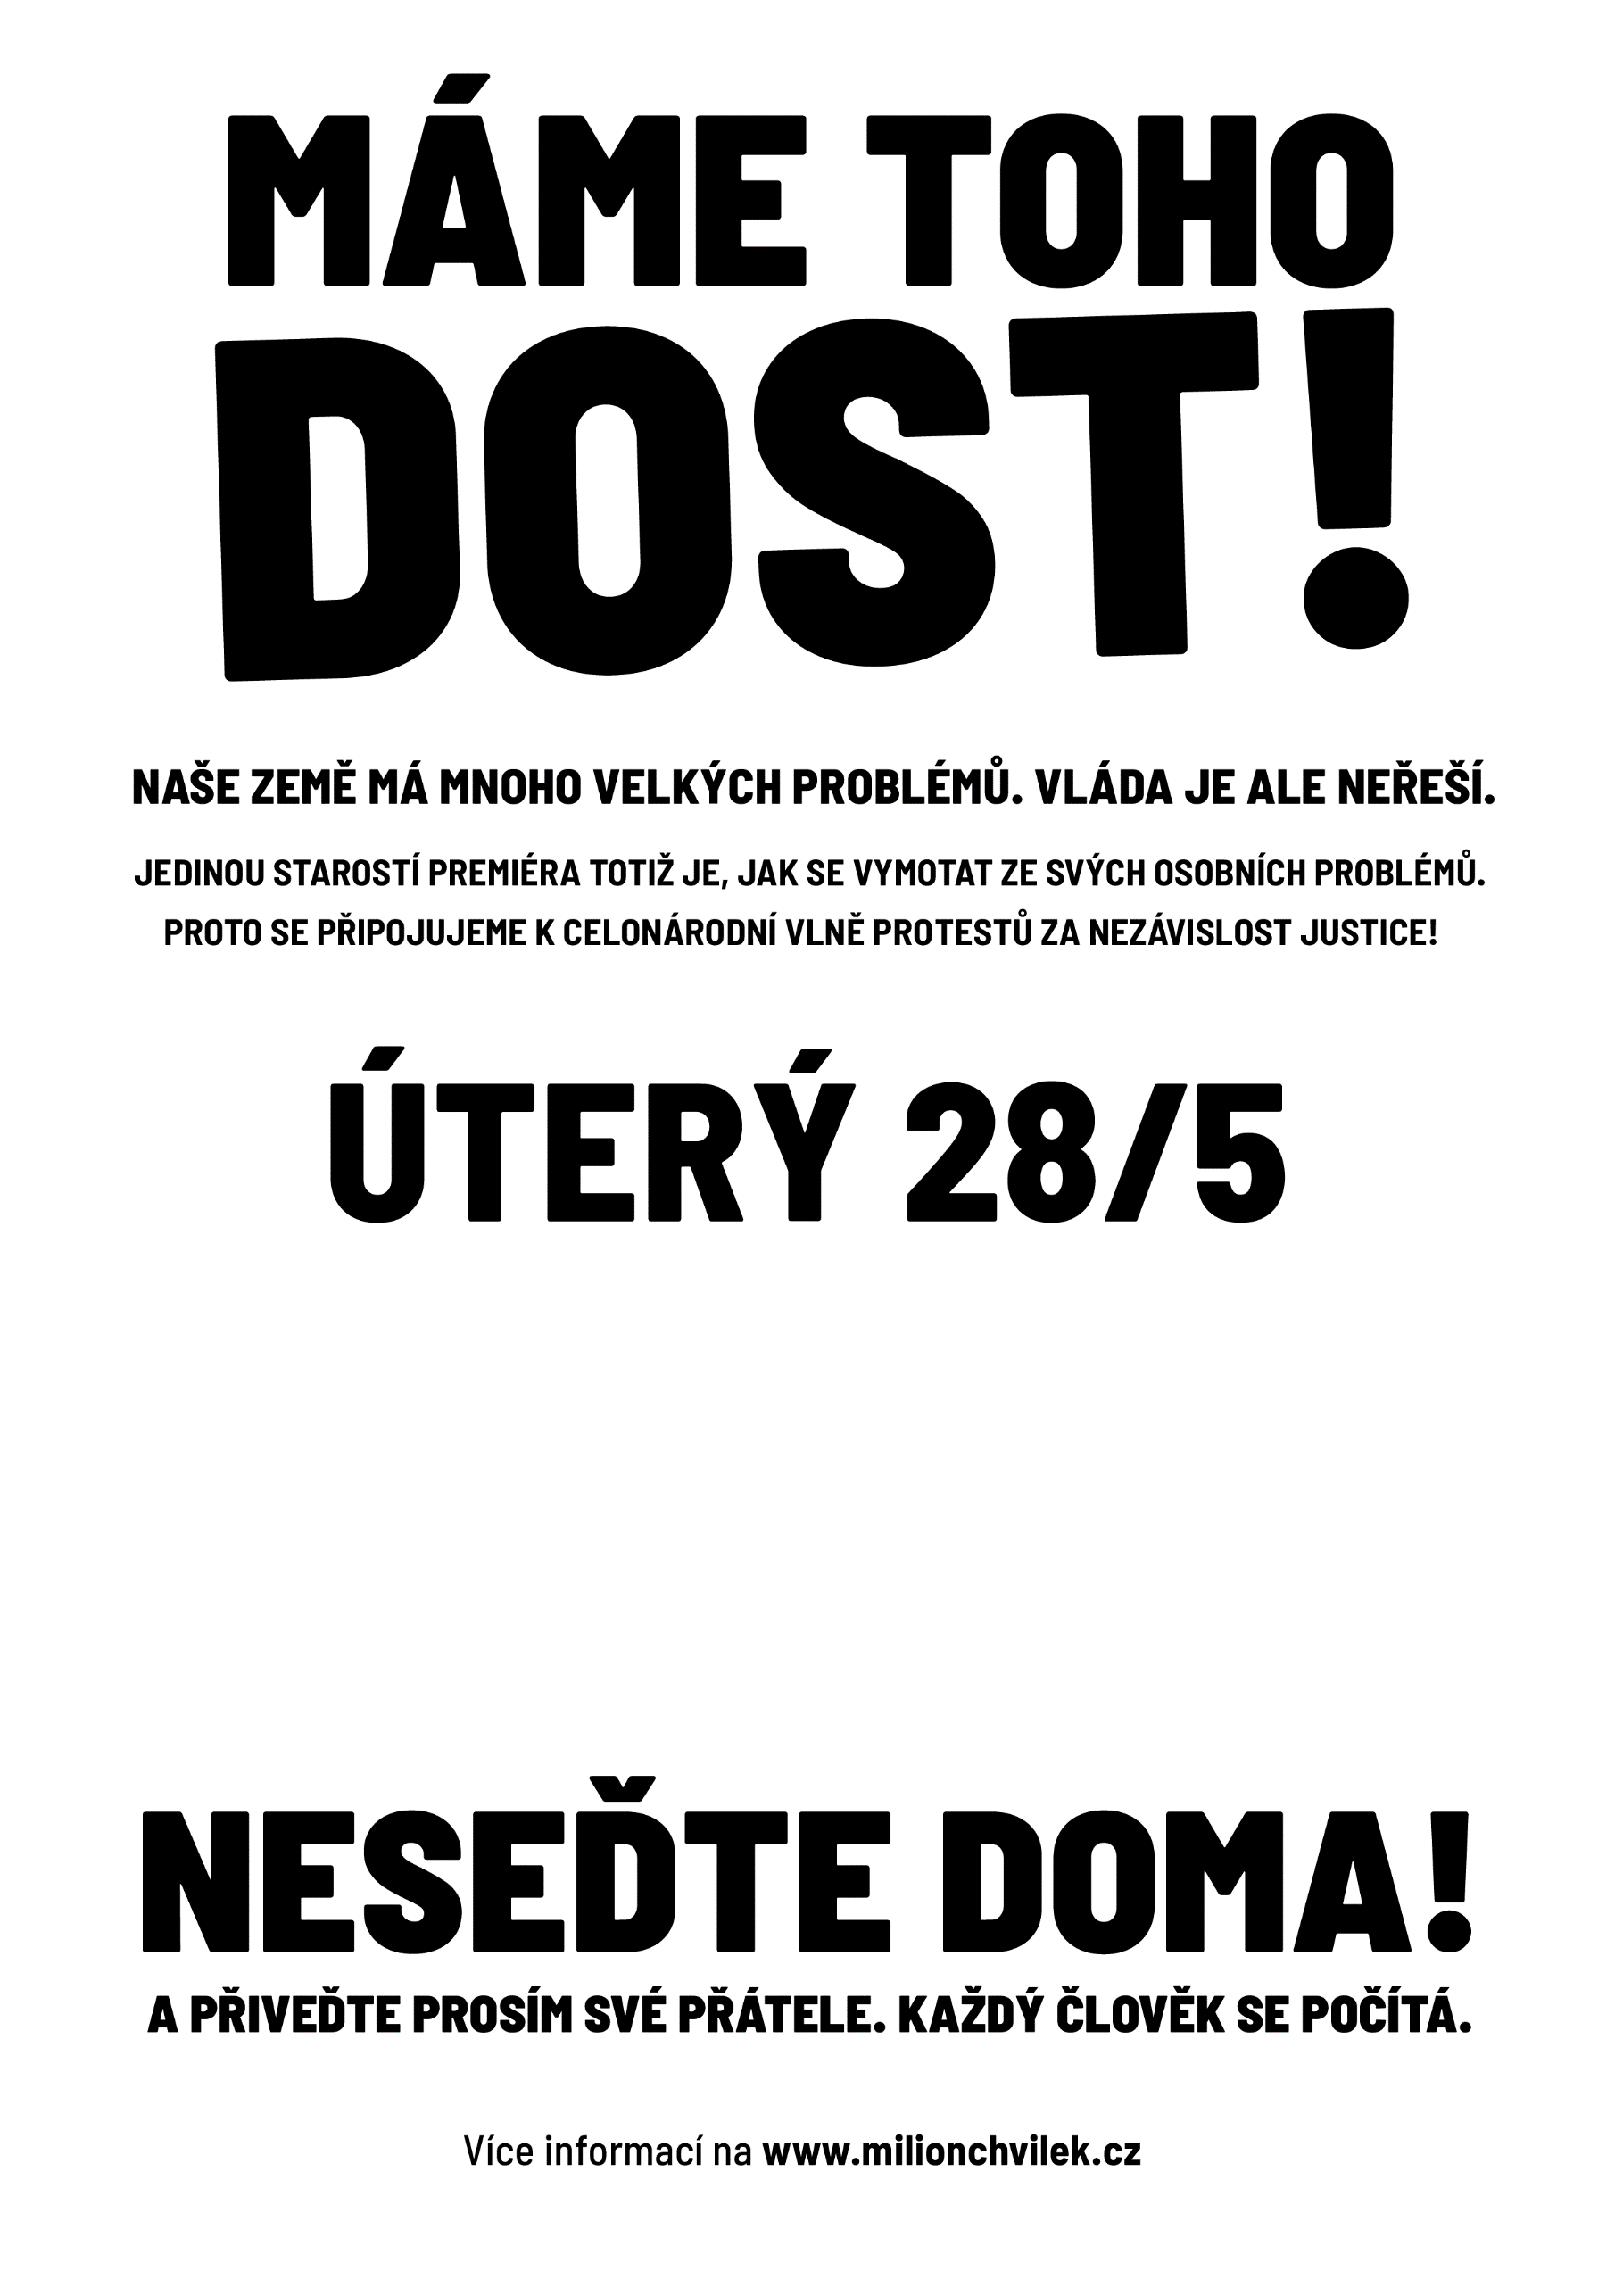 MÁME TOHO
DOST!
NAŠE ZEMĚ MÁ MNOHO VELKÝCH PROBLÉMŮ. VLÁDA JE ALE NEŘEŠÍ.
JEDINOU STAROSTÍ PREMIÉRA TOTIŽ JE, JAK SE VYMOTAT ZE SVÝCH OSOBNÍCH PROBLÉMŮ.
PROTO SE PŘIPOJUJEME K CELONÁRODNÍ VLNĚ PROTESTŮ ZA NEZÁVISLOST JUSTICE!
ÚTERÝ 28/5
NESEĎTE DOMA!
A PŘIVEĎTE PROSÍM SVÉ PŘÁTELE. KAŽDÝ ČLOVĚK SE POČÍTÁ.
Více informací na www.milionchvilek.cz